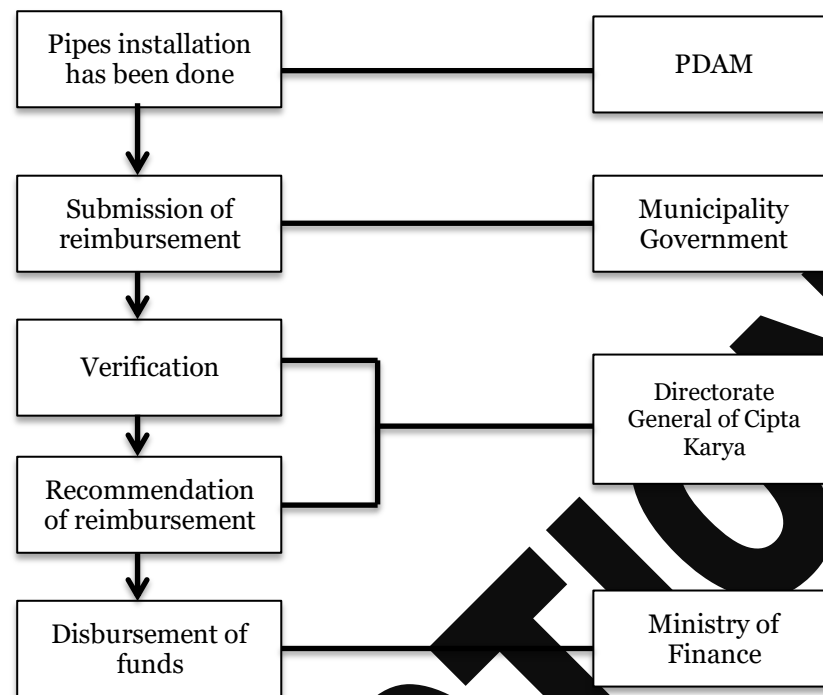 Pipes installation
has been done
PDAM
Submission of
reimbursement
Municipality
Government
Verification
Directorate
General of Cipta
Karya
Recommendation
of reimbursement
Disbursement of
funds
Ministry of
Finance